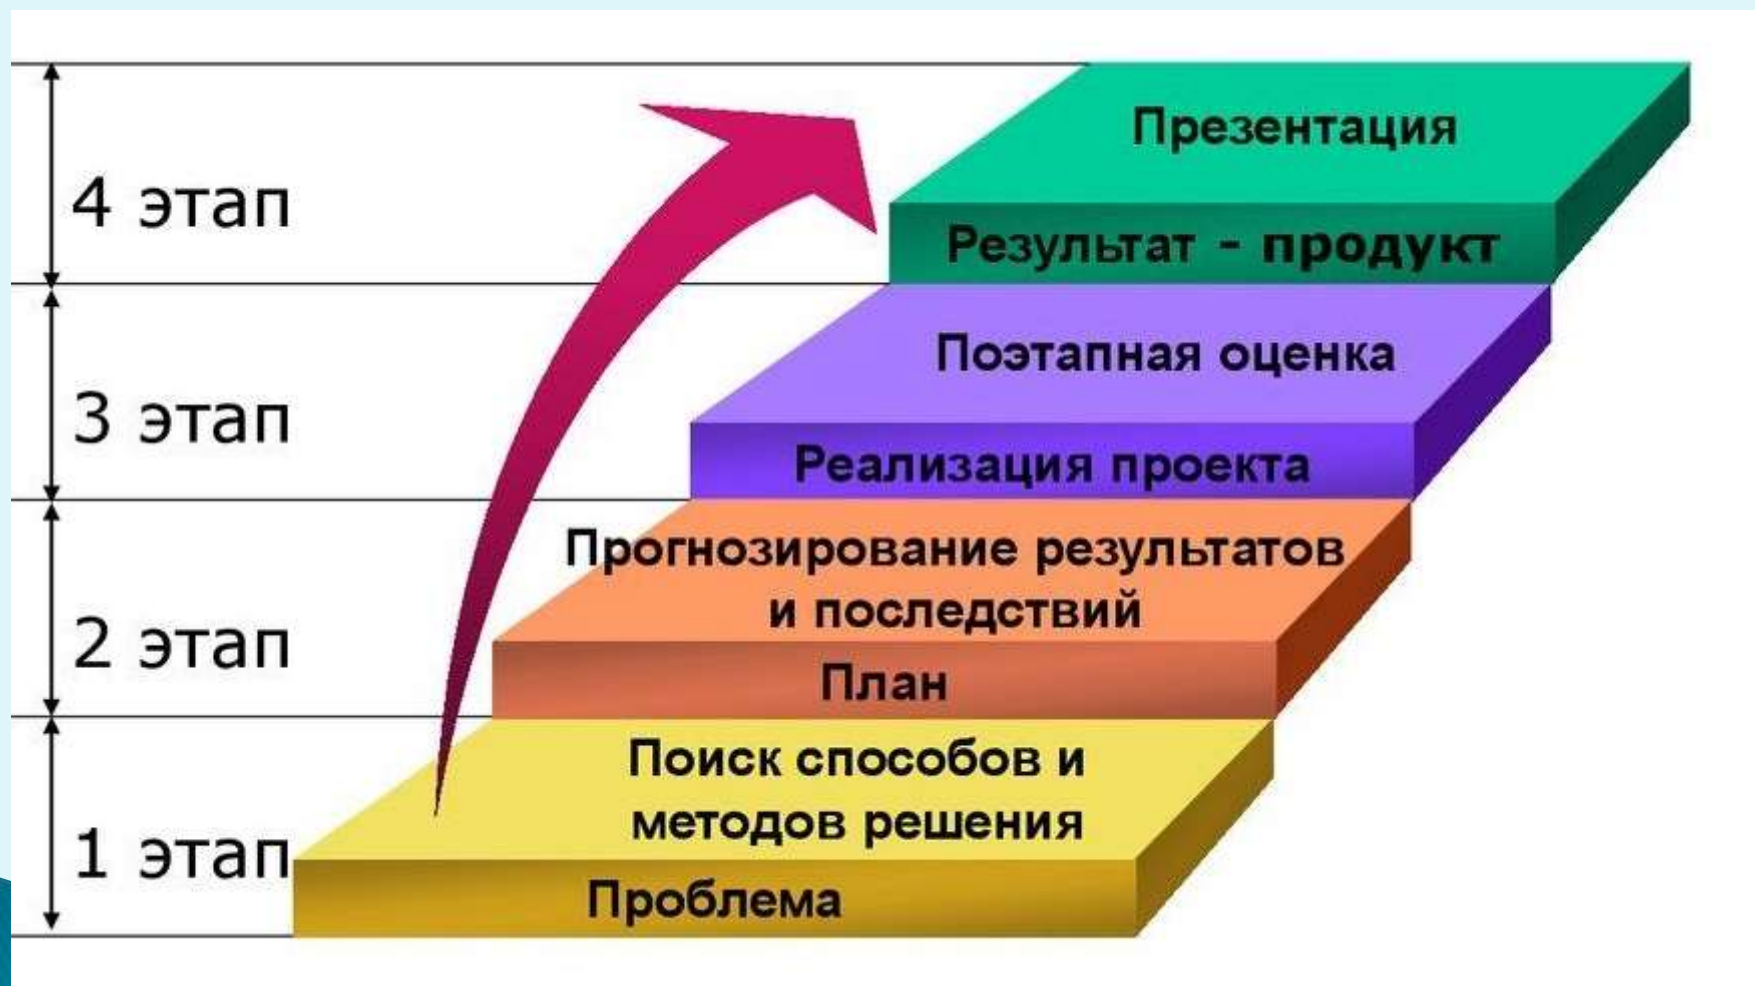 Презентация
4 этап
Результат - продукт
Поэтапная оценка
3 этап
Реализация проекта
Прогнозирование результатов
и последствий
2 этап
План
Поиск способов и
методов решения
1 этап
Проблема